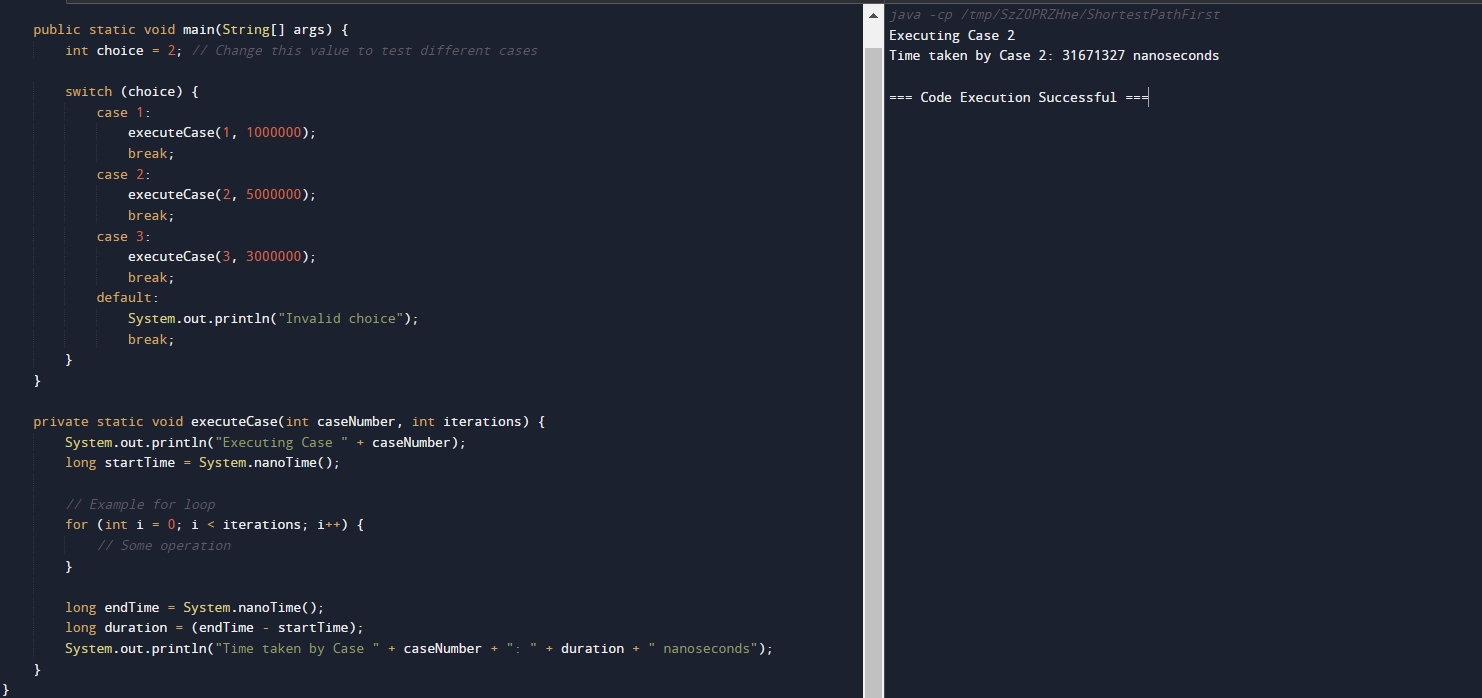 public static void main(String[] args) {
int choice = 2; // Change this value to test different cases
switch (choice) {
case 1:
executeCase(1, 1000000);
break;
case 2:
executeCase(2, 5000000);
break;
case 3:
executeCase(3, 3000000);
break;
default:
System.out.println("Invalid choice");
break;
}
}
private static void executeCase(int caseNumber, int iterations) {
System.out.println("Executing Case " + caseNumber);
long startTime = System.nanoTime();
// Example for loop
for (int i = 0; i < iterations; i++) {
// Some operation
}
long endTime = System.nanoTime();
long duration = (endTime - startTime);
System.out.println("Time taken by Case " + caseNumber + ": " + duration + " nanoseconds");
}
}
java -cp /tmp/SzZ0PRZHne/ShortestPathFirst
Executing Case 2
Time taken by Case 2: 31671327 nanoseconds
=== Code Execution Successful ===